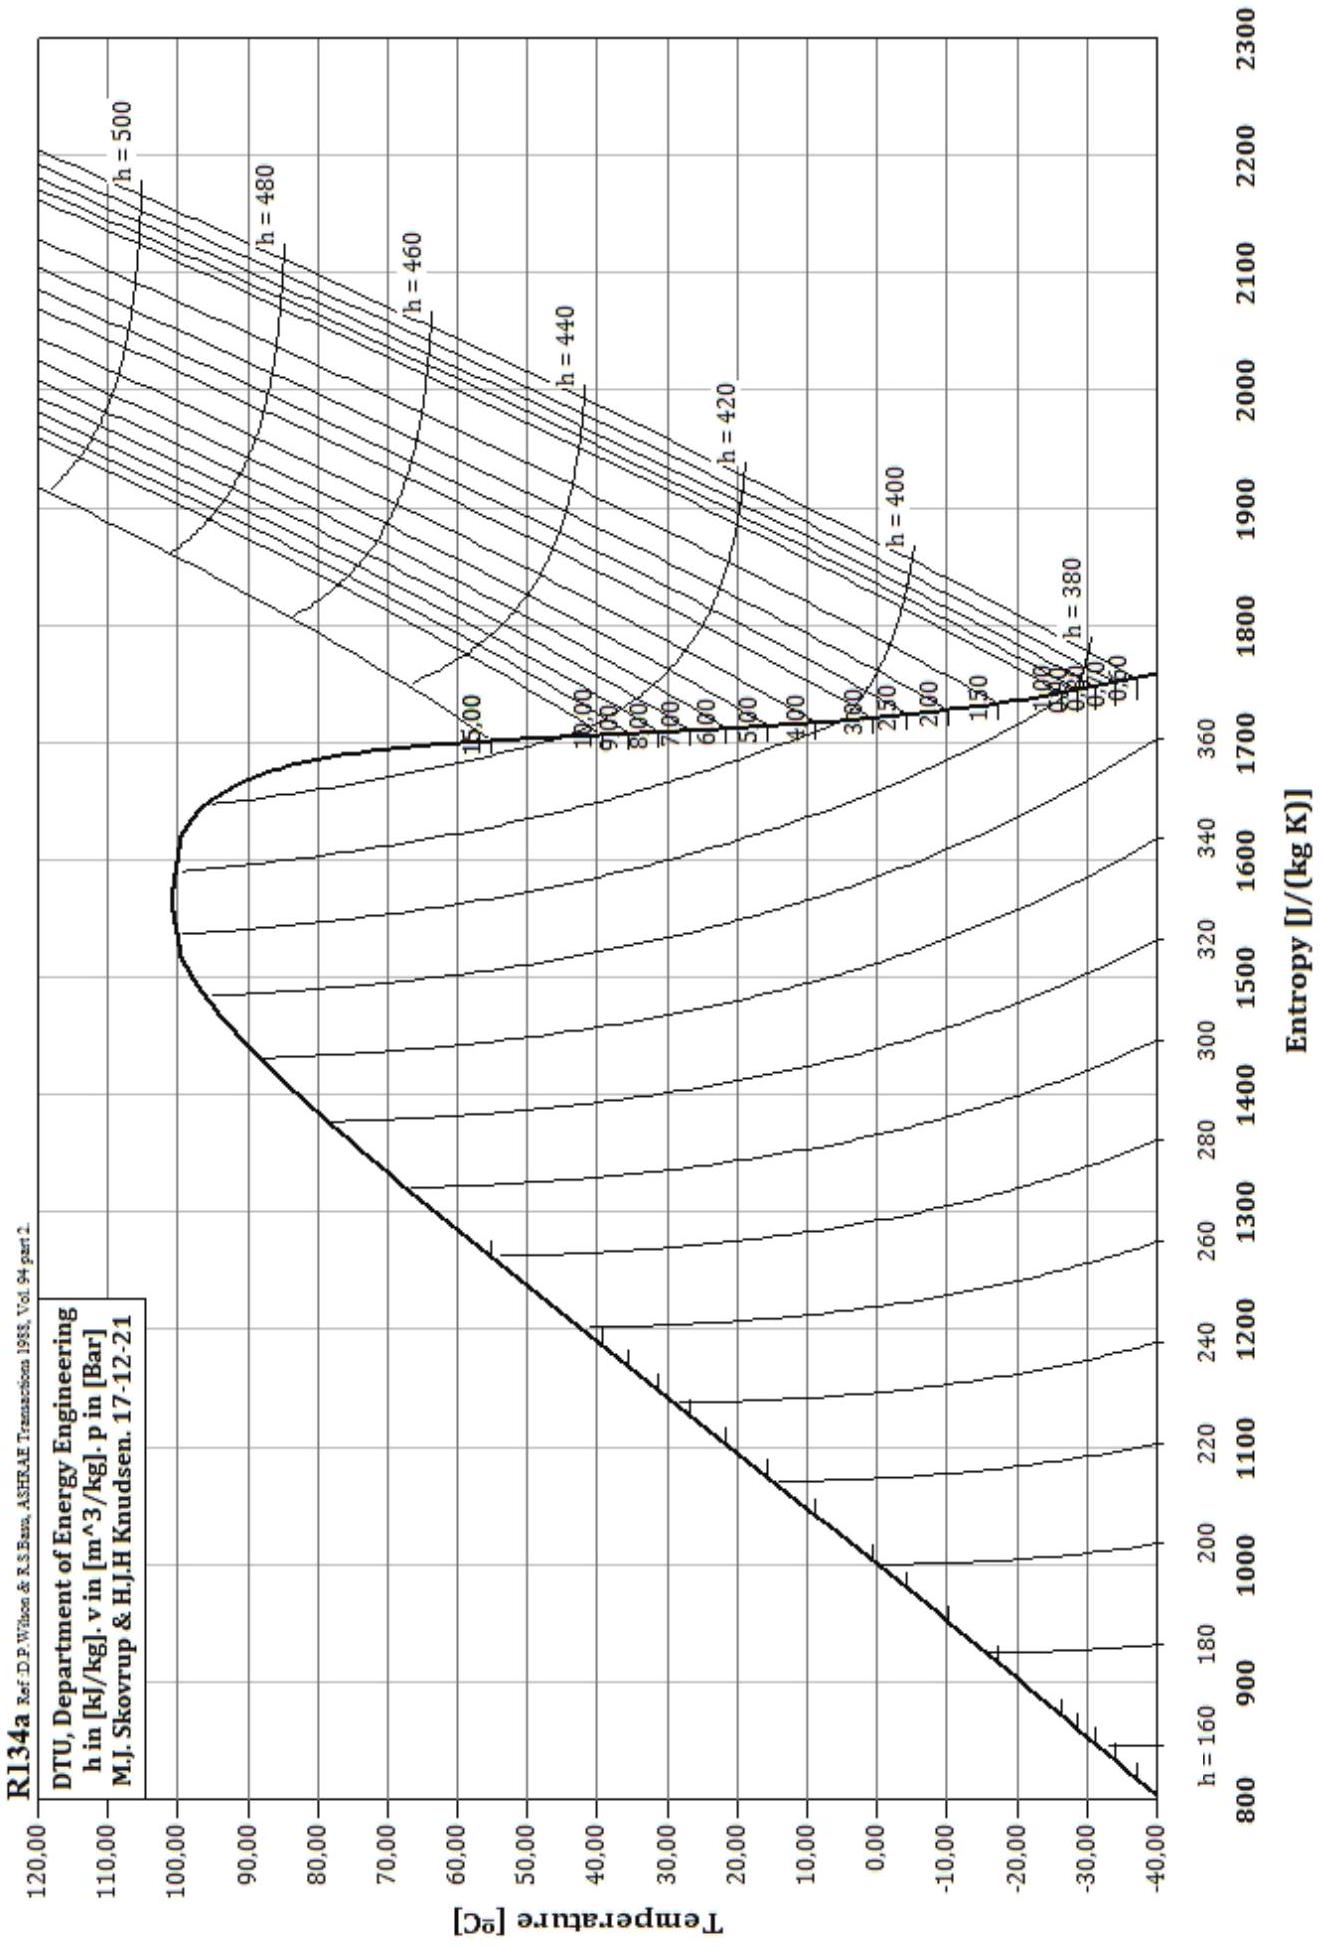 R134a Ref :D.P.Wilson & R.S.Basu, ASHRAE Transactions 1988, Vol. 94 part 2.
DTU, Department of Energy Engineering
h in [kJ/kg]. v in [m^3/kg]. p in [Bar]
M.J. Skovrup & H.J.H Knudsen. 17-12-21
120,00
110,00
100,00
90,00
80,00
70,00
60,00
50,00
40,00
30,00
20,00
10,00
0,00
-10,00
-20,00
-30,00
-40,00
Temperature [ºC]
h = 500
h = 480
h = 460
h = 440
h = 420
h = 400
h = 380
15,00
10,00
9,00
8,00
7,00
6,00
5,00
4,00
3,00
2,50
2,00
1,50
1,00
h = 160 180 200 220 240 260 280 300 320 340 360
800 900 1000 1100 1200 1300 1400 1500 1600 1700 1800 1900 2000 2100 2200 2300
Entropy [J/(kg K)]